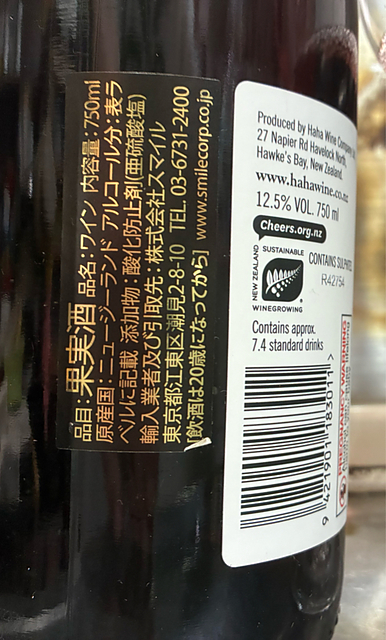 品目:果実酒 品名:ワイン 内容量:750ml
原産国:ニュージーランド アルコール分:表ラ
ベルに記載 添加物:酸化防止剤(亜硫酸塩)
輸入業者及び引取先:株式会社スマイル
東京都江東区潮見2-8-10 TEL. 03-6731-2400
[飲酒は20歳になってから] www.smilecorp.co.jp
Produced by Haha Wine Company
27 Napier Rd Havelock North,
Hawke's Bay, New Zealand.
www.hahawine.co.nz
12.5% VOL. 750 ml
Cheers.org.nz
NEW ZEALAND
SUSTAINABLE
WINEGROWING
CONTAINS SULPHITES
R42754
Contains approx.
7.4 standard drinks
9 421901 183011 >
WARNING